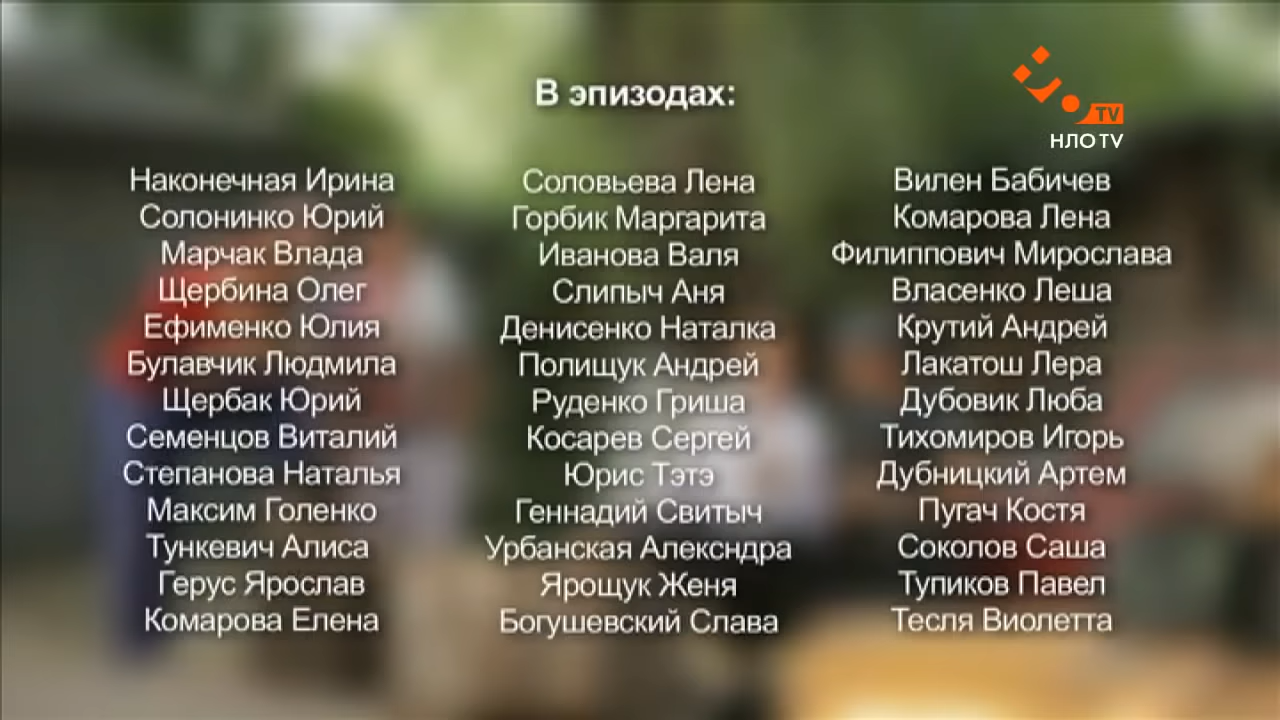 В эпизодах:
TV
НЛО TV
Наконечная Ирина
Солонинко Юрий
Марчак Влада
Щербина Олег
Ефименко Юлия
Булавчик Людмила
Щербак Юрий
Семенцов Виталий
Степанова Наталья
Максим Голенко
Тункевич Алиса
Герус Ярослав
Комарова Елена
Соловьева Лена
Горбик Маргарита
Иванова Валя
Слипыч Аня
Денисенко Наталка
Полищук Андрей
Руденко Гриша
Косарев Сергей
Юрис Тэтэ
Геннадий Свитыч
Урбанская Алексндра
Ярощук Женя
Богушевский Слава
Вилен Бабичев
Комарова Лена
Филиппович Мирослава
Власенко Леша
Крутий Андрей
Лакатош Лера
Дубовик Люба
Тихомиров Игорь
Дубницкий Артем
Пугач Костя
Соколов Саша
Тупиков Павел
Тесля Виолетта